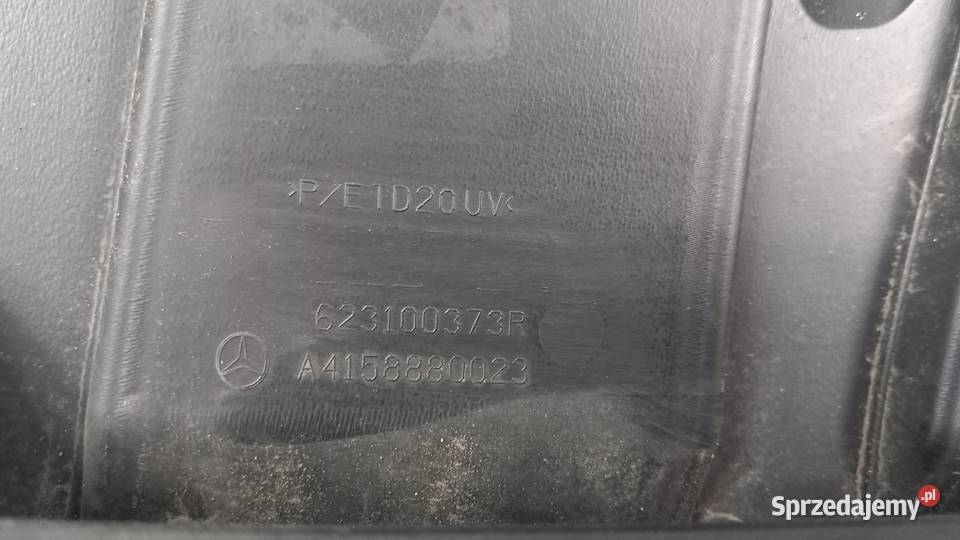 >P/E TD20 UV<
623100373R
A4158880023
Sprzedajemy.pl